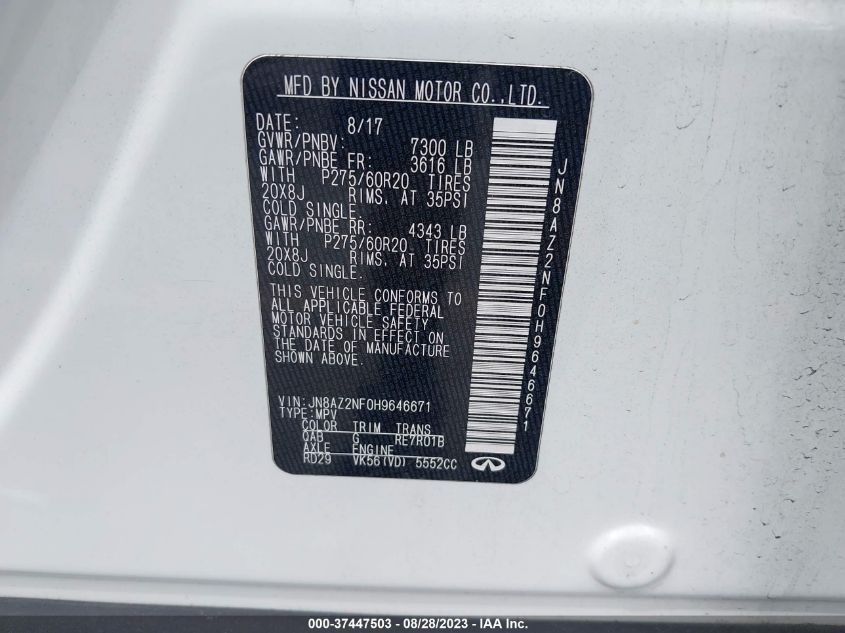 MFD BY NISSAN MOTOR CO.,LTD.
DATE: 8/17
GVWR/PNBV: 7300 LB
GAWR/PNBE FR: 3616 LB
WITH P275/60R20 TIRES
20X8J RIMS. AT 35PSI
COLD SINGLE.
GAWR/PNBE RR: 4343 LB
WITH P275/60R20 TIRES
20X8J RIMS. AT 35PSI
COLD SINGLE.
THIS VEHICLE CONFORMS TO
ALL APPLICABLE FEDERAL
MOTOR VEHICLE SAFETY
STANDARDS IN EFFECT ON
THE DATE OF MANUFACTURE
SHOWN ABOVE.
VIN:JN8AZ2NF0H9646671
TYPE:MPV
COLOR TRIM TRANS
QAB G RE7R01B
AXLE ENGINE
RD29 VK56(VD) 5552CC
JN8AZ2NF0H9646671
000-37447503 - 08/28/2023 - IAA Inc.